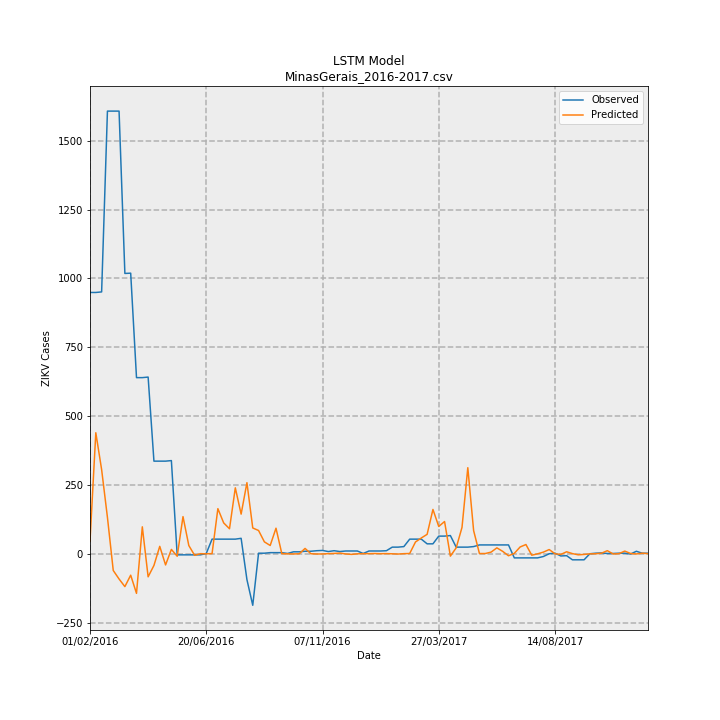 LSTM Model
MinasGerais_2016-2017.csv
Observed
Predicted
1500
1250
1000
750
500
250
0
−250
ZIKV Cases
01/02/2016 20/06/2016 07/11/2016 27/03/2017 14/08/2017
Date